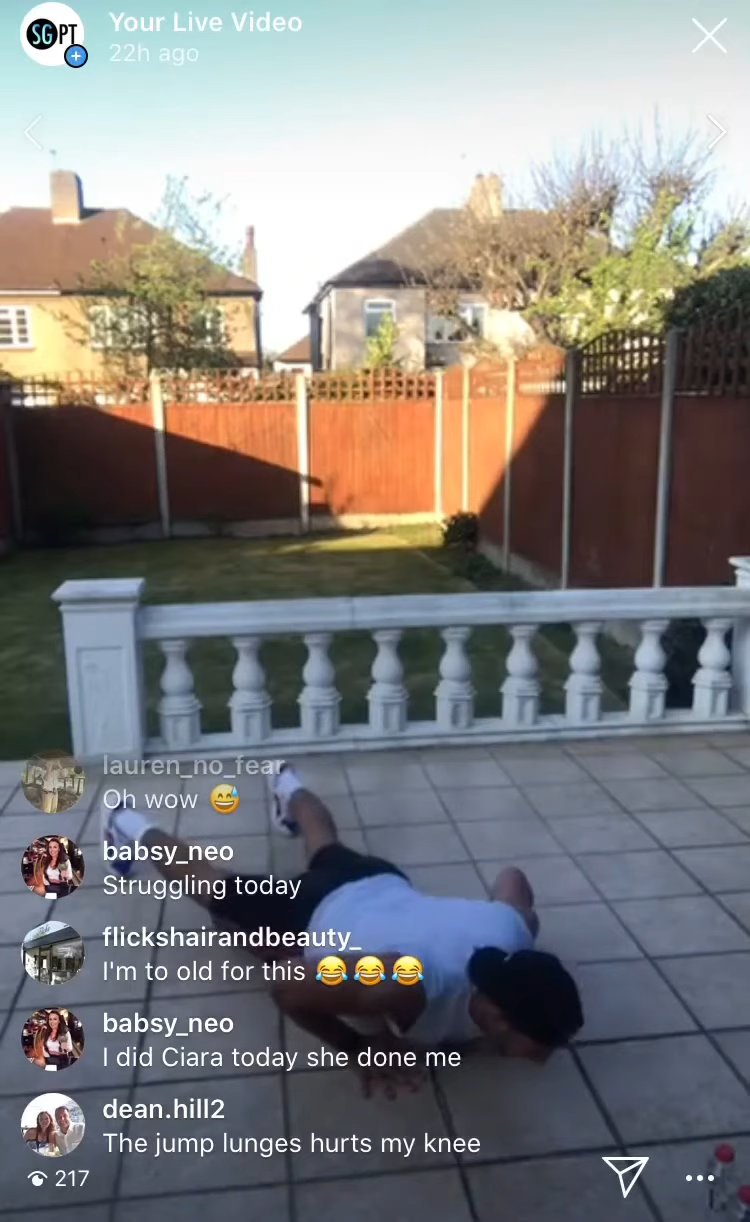 SGPT
Your Live Video
22h ago
lauren_no_fear
Oh wow 😅
babsy_neo
Struggling today
flickshairandbeauty_
I'm to old for this 😂😂😂
babsy_neo
I did Ciara today she done me
dean.hill2
The jump lunges hurts my knee
217